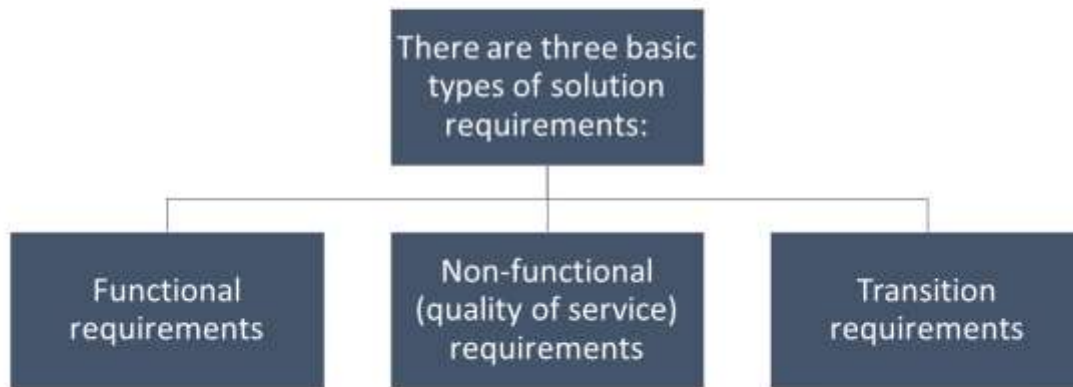 There are three basic
types of solution
requirements:
Functional
requirements
Non-functional
(quality of service)
requirements
Transition
requirements